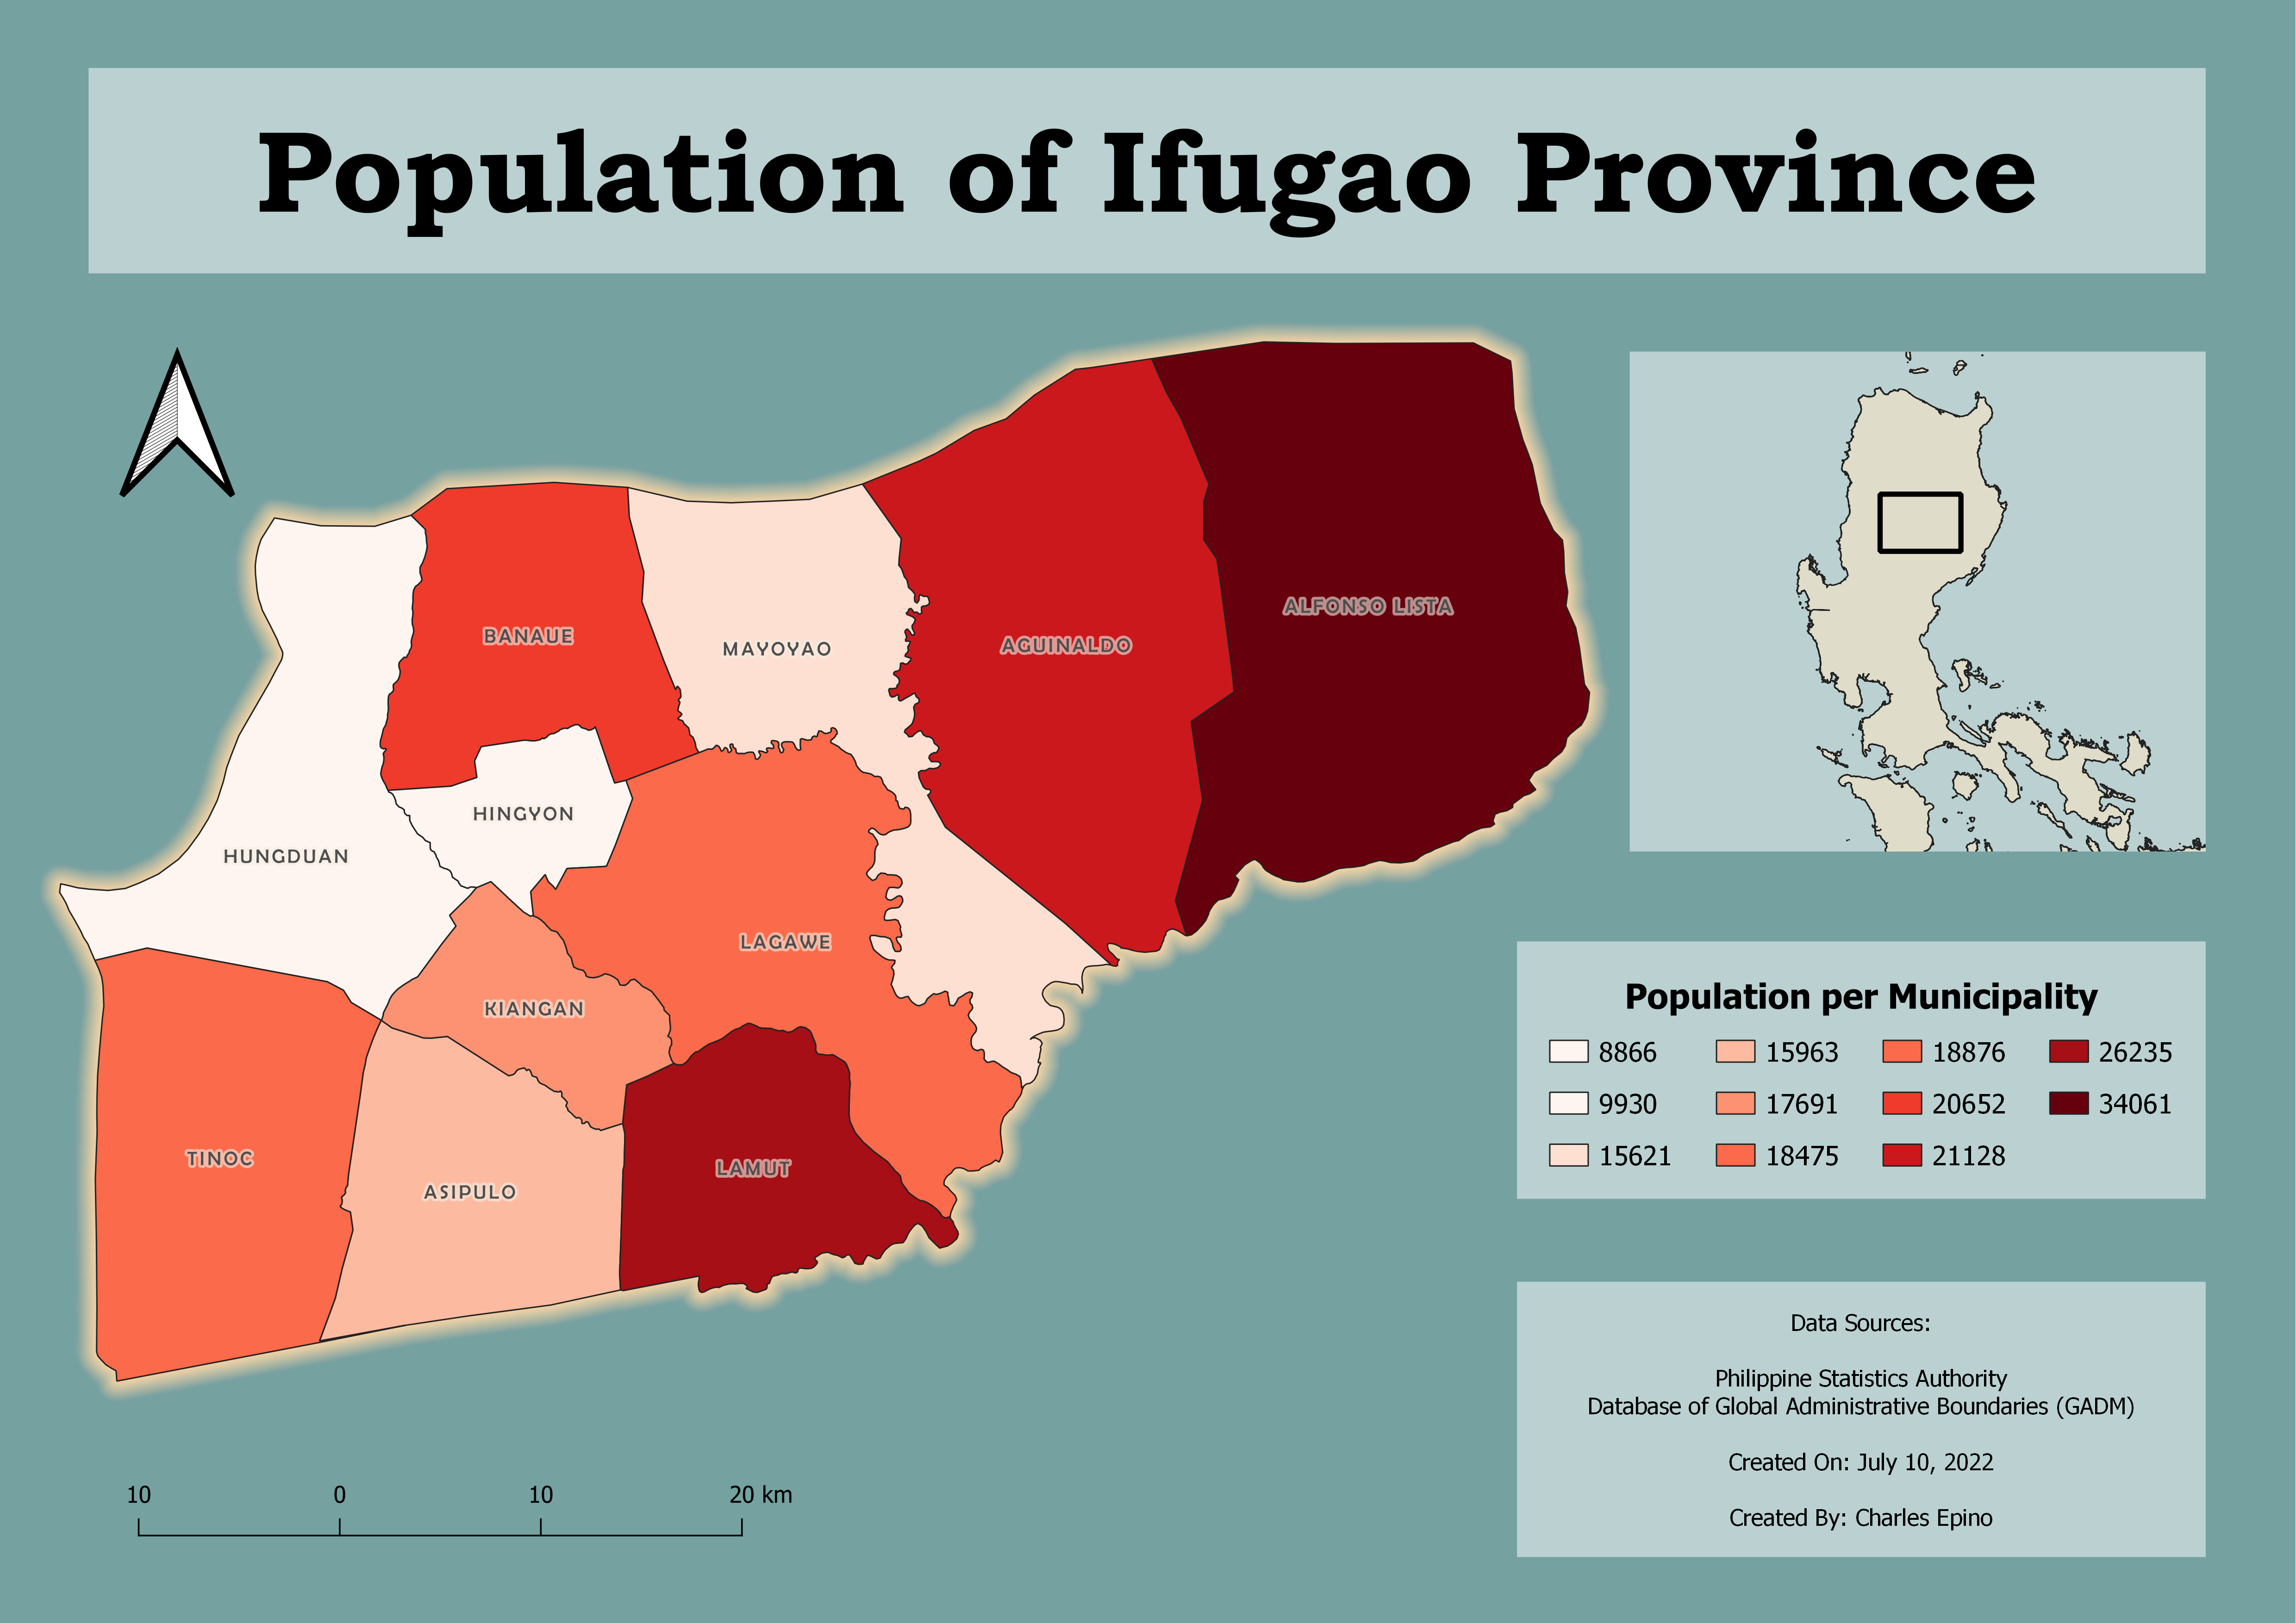 Population of Ifugao Province
BANAUE
MAYOYAO
AGUINALDO
ALFONSO LISTA
HINGYON
HUNGDUAN
LAGAWE
KIANGAN
TINOC
ASIPULO
LAMUT
10 0 10 20 km
Population per Municipality
8866 15963 18876 26235
9930 17691 20652 34061
15621 18475 21128
Data Sources:
Philippine Statistics Authority
Database of Global Administrative Boundaries (GADM)
Created On: July 10, 2022
Created By: Charles Epino